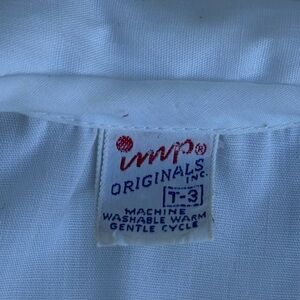 imp®
ORIGINALS
INC.
T-3
MACHINE
WASHABLE WARM
GENTLE CYCLE